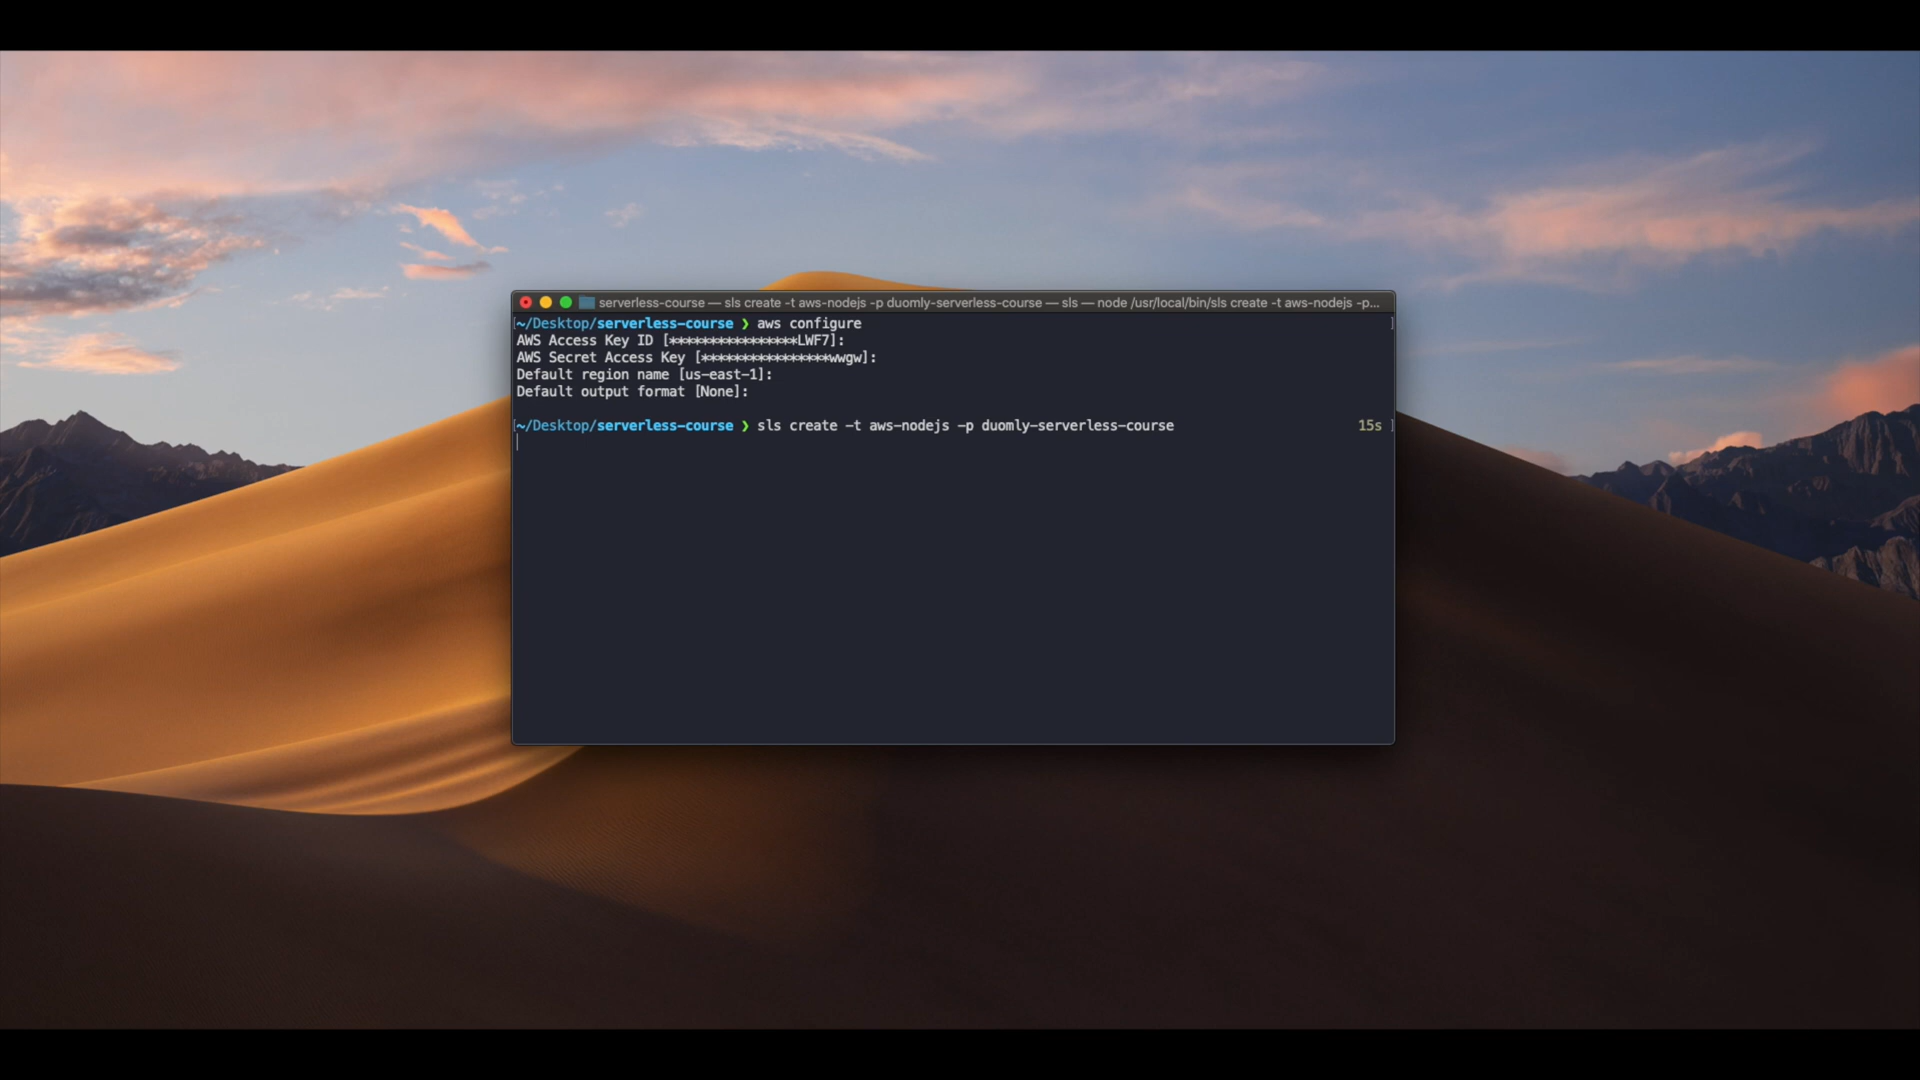 serverless-course — sls create -t aws-nodejs -p duomly-serverless-course — sls — node /usr/local/bin/sls create -t aws-nodejs -p...
[~/Desktop/serverless-course ❯ aws configure ]
AWS Access Key ID [****************LWF7]:
AWS Secret Access Key [****************wwgw]:
Default region name [us-east-1]:
Default output format [None]:
[~/Desktop/serverless-course ❯ sls create -t aws-nodejs -p duomly-serverless-course 15s ]